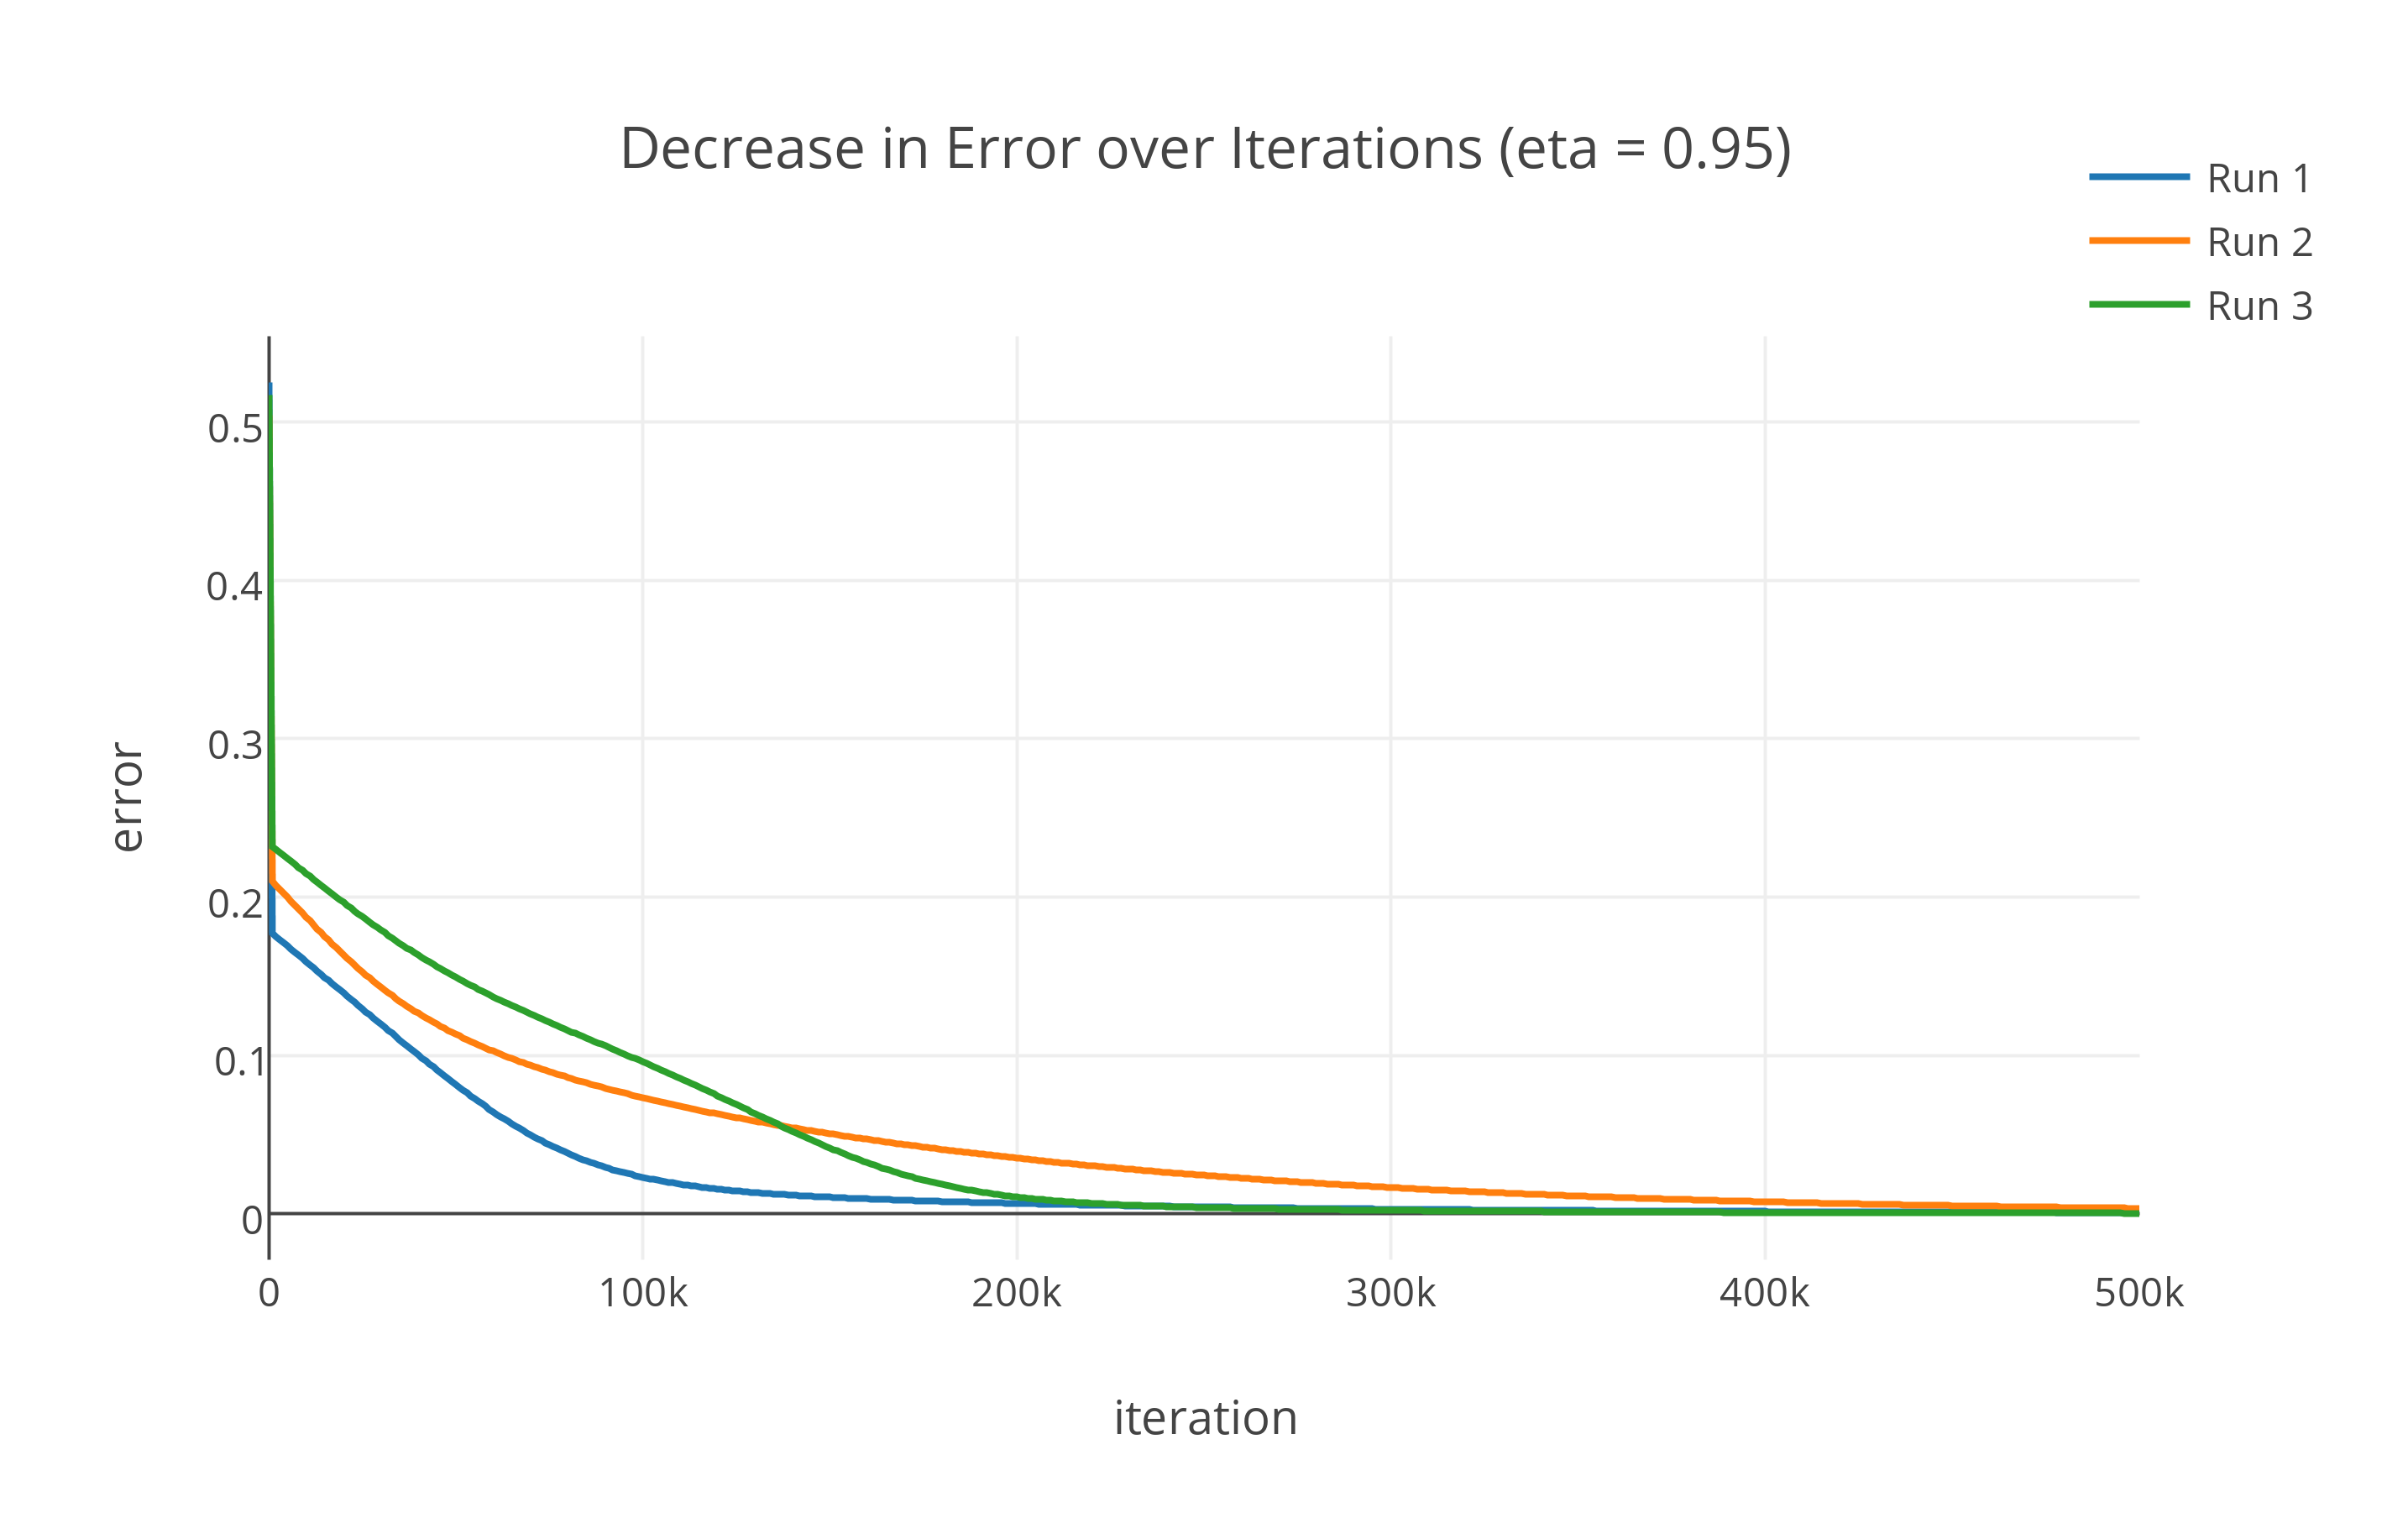 Decrease in Error over Iterations (eta = 0.95)
Run 1
Run 2
Run 3
0.5
0.4
0.3
0.2
0.1
0
error
0
100k
200k
300k
400k
500k
iteration